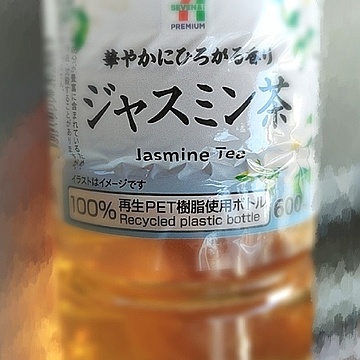 SEVEN&i
PREMIUM
華やかにひろがる香り
ジャスミン茶
Jasmine Tea
イラストはイメージです
100% 再生PET樹脂使用ボトル
Recycled plastic bottle
600